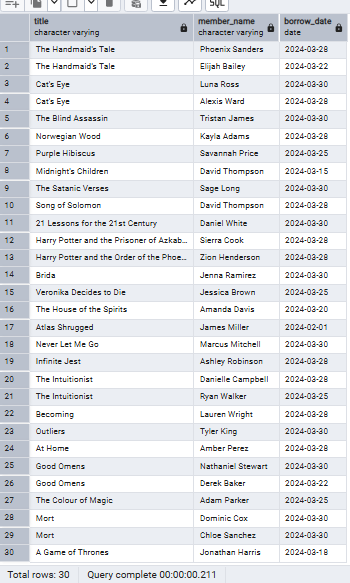 SQL
title member_name borrow_date
character varying character varying date
1 The Handmaid's Tale Phoenix Sanders 2024-03-28
2 The Handmaid's Tale Elijah Bailey 2024-03-22
3 Cat's Eye Luna Ross 2024-03-30
4 Cat's Eye Alexis Ward 2024-03-28
5 The Blind Assassin Tristan James 2024-03-30
6 Norwegian Wood Kayla Adams 2024-03-28
7 Purple Hibiscus Savannah Price 2024-03-25
8 Midnight's Children David Thompson 2024-03-15
9 The Satanic Verses Sage Long 2024-03-30
10 Song of Solomon David Thompson 2024-03-28
11 21 Lessons for the 21st Century Daniel White 2024-03-30
12 Harry Potter and the Prisoner of Azkab... Sierra Cook 2024-03-28
13 Harry Potter and the Order of the Phoe... Zion Henderson 2024-03-28
14 Brida Jenna Ramirez 2024-03-30
15 Veronika Decides to Die Jessica Brown 2024-03-25
16 The House of the Spirits Amanda Davis 2024-03-20
17 Atlas Shrugged James Miller 2024-02-01
18 Never Let Me Go Marcus Mitchell 2024-03-30
19 Infinite Jest Ashley Robinson 2024-03-28
20 The Intuitionist Danielle Campbell 2024-03-28
21 The Intuitionist Ryan Walker 2024-03-25
22 Becoming Lauren Wright 2024-03-28
23 Outliers Tyler King 2024-03-30
24 At Home Amber Perez 2024-03-28
25 Good Omens Nathaniel Stewart 2024-03-30
26 Good Omens Derek Baker 2024-03-22
27 The Colour of Magic Adam Parker 2024-03-25
28 Mort Dominic Cox 2024-03-30
29 Mort Chloe Sanchez 2024-03-30
30 A Game of Thrones Jonathan Harris 2024-03-18
Total rows: 30 Query complete 00:00:00.211